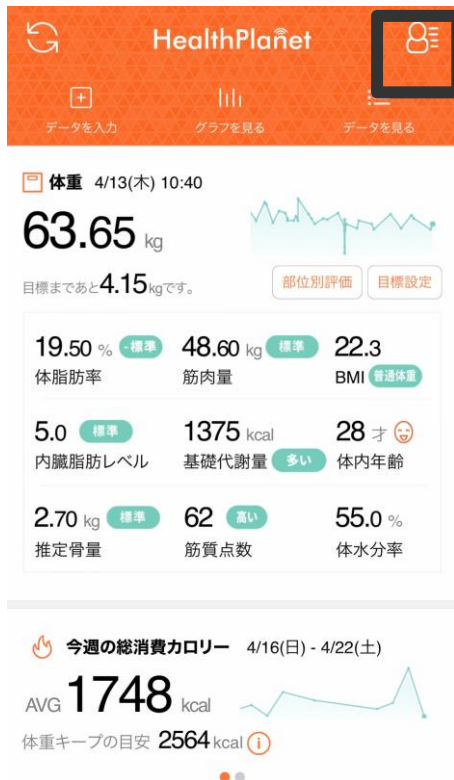 HealthPlanet
データを入力 グラフを見る データを見る
体重 4/13(木) 10:40
63.65 kg
目標まであと4.15kgです。 部位別評価 目標設定
19.50 % -標準 48.60 kg 標準 22.3
体脂肪率 筋肉量 BMI 普通体重
5.0 標準 1375 kcal 28 才
内臓脂肪レベル 基礎代謝量 多い 体内年齢
2.70 kg 標準 62 高い 55.0 %
推定骨量 筋質点数 体水分率
今週の総消費カロリー 4/16(日) - 4/22(土)
AVG 1748 kcal
体重キープの目安 2564 kcal